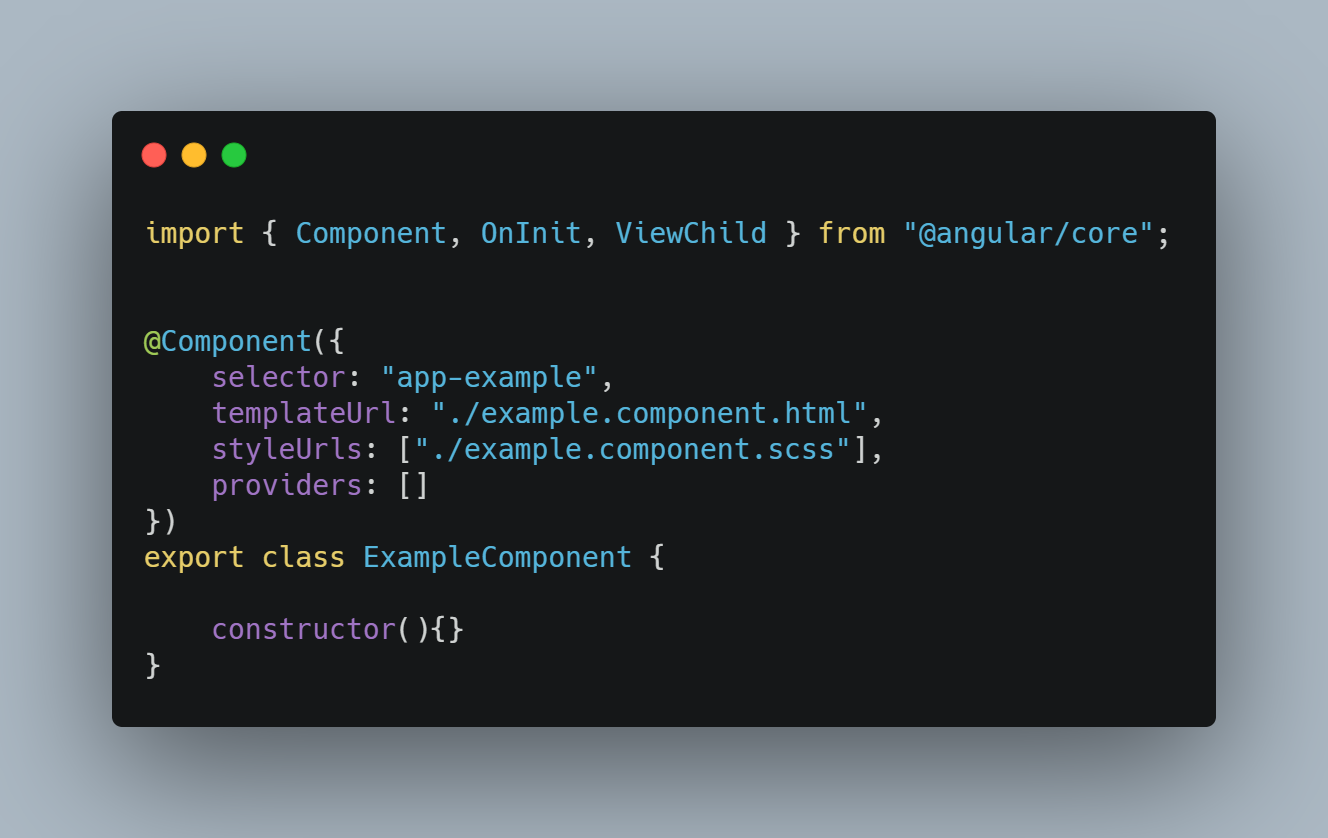 import { Component, OnInit, ViewChild } from "@angular/core";
@Component({
    selector: "app-example",
    templateUrl: "./example.component.html",
    styleUrls: ["./example.component.scss"],
    providers: []
})
export class ExampleComponent {
    constructor(){}
}